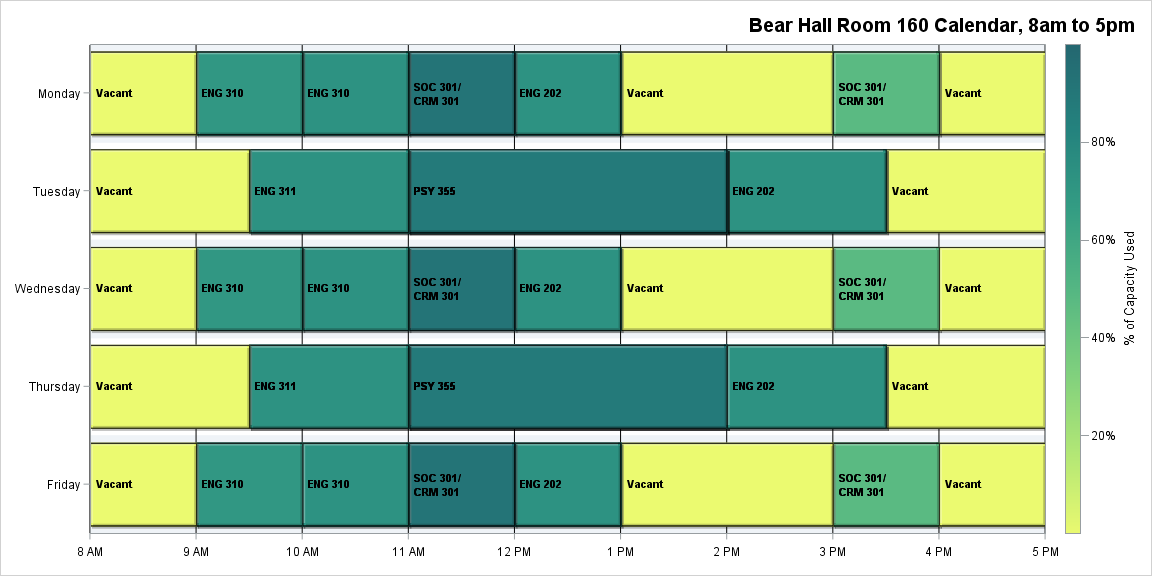 Bear Hall Room 160 Calendar, 8am to 5pm
Monday
Vacant
ENG 310
ENG 310
SOC 301/
CRM 301
ENG 202
Vacant
SOC 301/
CRM 301
Vacant
Tuesday
Vacant
ENG 311
PSY 355
ENG 202
Vacant
Wednesday
Vacant
ENG 310
ENG 310
SOC 301/
CRM 301
ENG 202
Vacant
SOC 301/
CRM 301
Vacant
Thursday
Vacant
ENG 311
PSY 355
ENG 202
Vacant
Friday
Vacant
ENG 310
ENG 310
SOC 301/
CRM 301
ENG 202
Vacant
SOC 301/
CRM 301
Vacant
8 AM
9 AM
10 AM
11 AM
12 PM
1 PM
2 PM
3 PM
4 PM
5 PM
80%
60%
40%
20%
% of Capacity Used